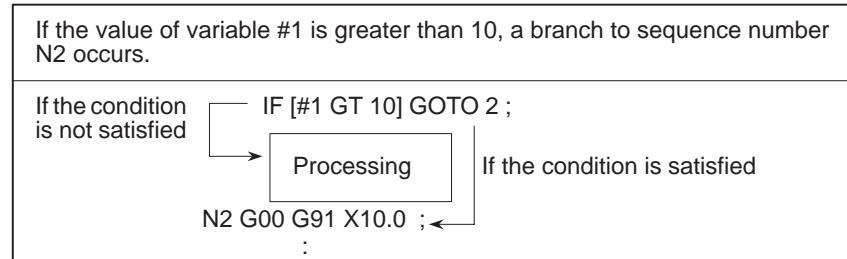 If the value of variable #1 is greater than 10, a branch to sequence number
N2 occurs.
If the condition
is not satisfied
IF [#1 GT 10] GOTO 2 ;
Processing
If the condition is satisfied
N2 G00 G91 X10.0 ;
: